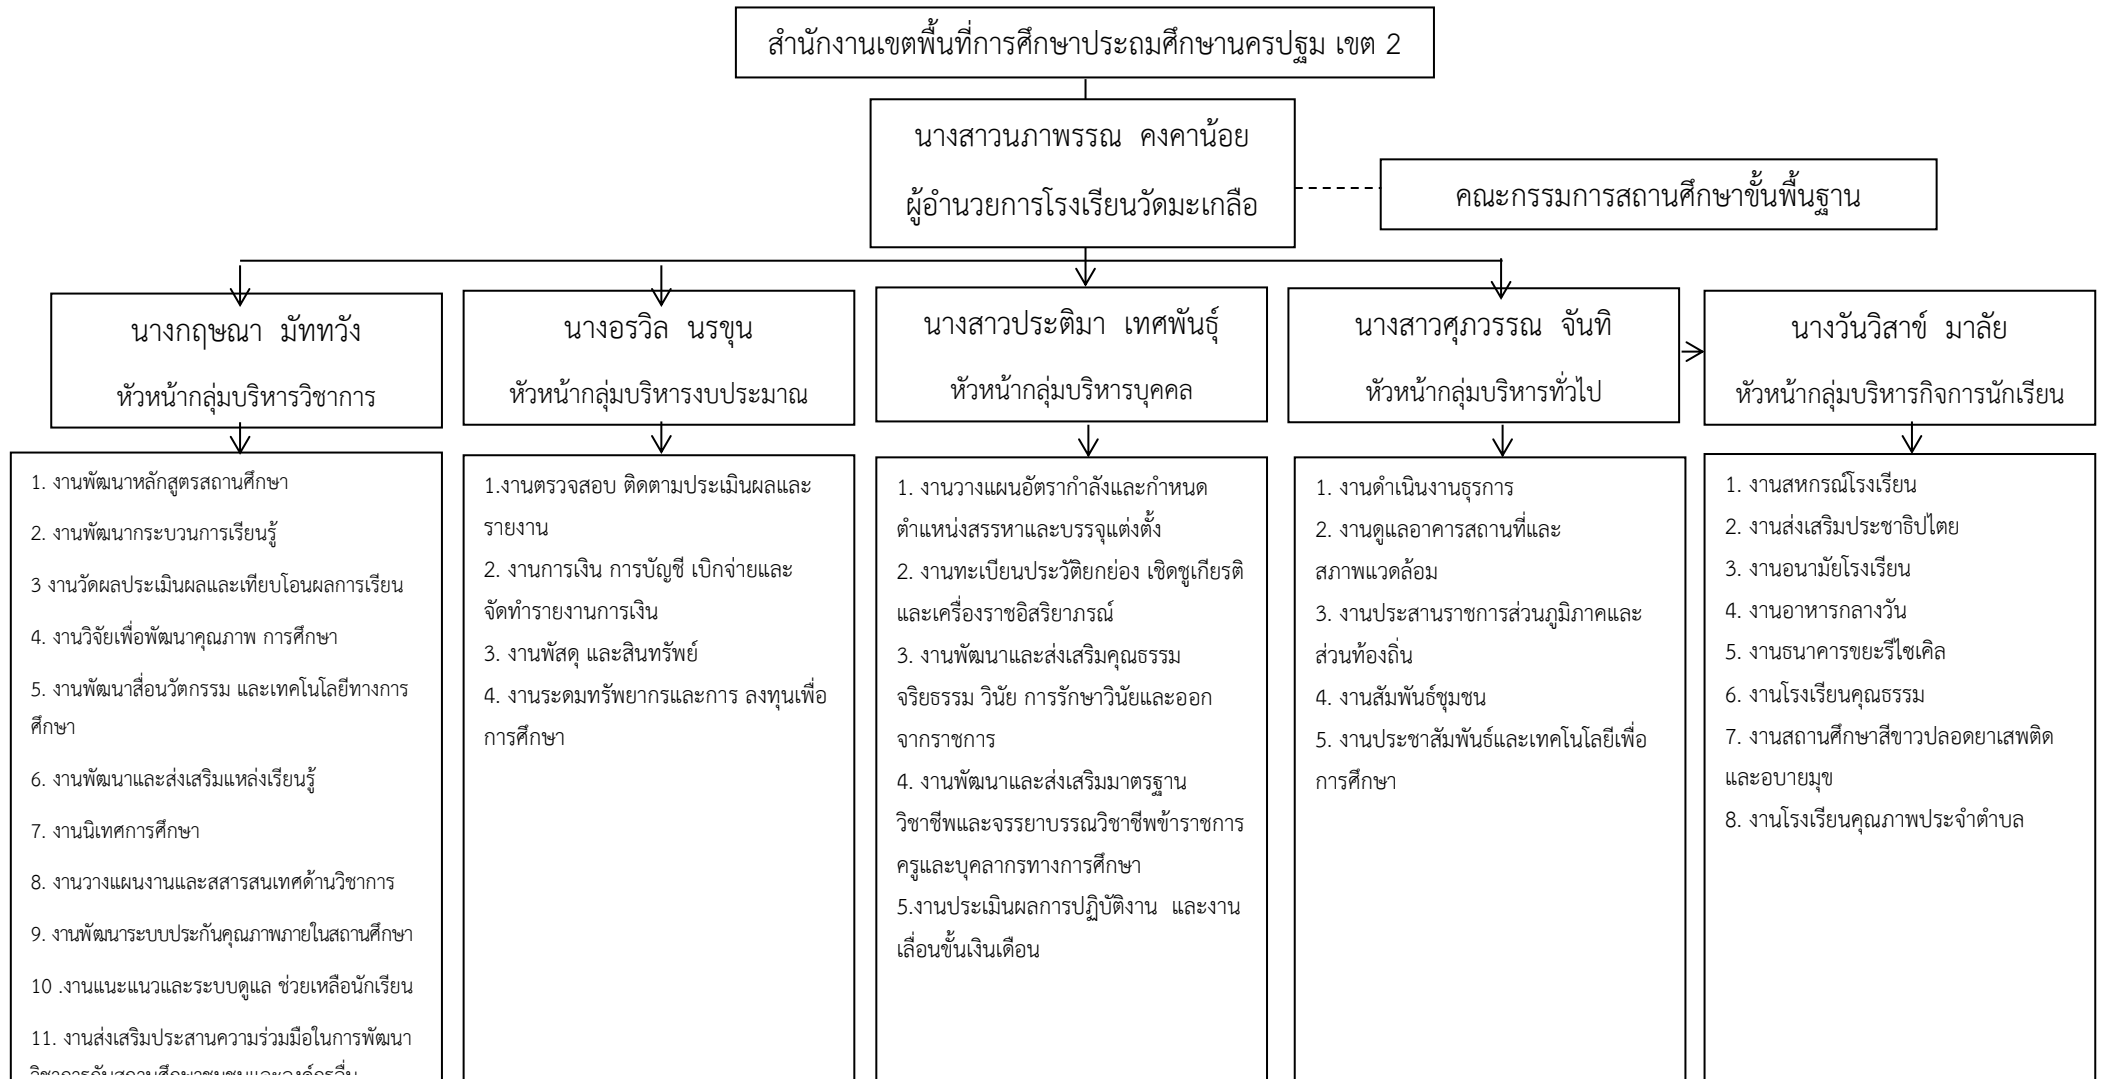 สำนักงานเขตพื้นที่การศึกษาประถมศึกษานครปฐม เขต 2
นางสาวนภาพรรณ คงคาน้อย
ผู้อำนวยการโรงเรียนวัดมะเกลือ
คณะกรรมการสถานศึกษาขั้นพื้นฐาน
นางกฤษณา มัททวัง
หัวหน้ากลุ่มบริหารวิชาการ
นางอรวิล นรขุน
หัวหน้ากลุ่มบริหารงบประมาณ
นางสาวประติมา เทศพันธุ์
หัวหน้ากลุ่มบริหารบุคคล
นางสาวศุภวรรณ จันทิ
หัวหน้ากลุ่มบริหารทั่วไป
นางวันวิสาข์ มาลัย
หัวหน้ากลุ่มบริหารกิจการนักเรียน
1. งานพัฒนาหลักสูตรสถานศึกษา
2. งานพัฒนากระบวนการเรียนรู้
3 งานวัดผลประเมินผลและเทียบโอนผลการเรียน
4. งานวิจัยเพื่อพัฒนาคุณภาพ การศึกษา
5. งานพัฒนาสื่อนวัตกรรม และเทคโนโลยีทางการ
ศึกษา
6. งานพัฒนาและส่งเสริมแหล่งเรียนรู้
7. งานนิเทศการศึกษา
8. งานวางแผนงานและสสารสนเทศด้านวิชาการ
9. งานพัฒนาระบบประกันคุณภาพภายในสถานศึกษา
10 .งานแนะแนวและระบบดูแล ช่วยเหลือนักเรียน
11. งานส่งเสริมประสานความร่วมมือในการพัฒนา
วิชาการกับสถานศึกษาชุมชนและองค์กรอื่น
1.งานตรวจสอบ ติดตามประเมินผลและ
รายงาน
2. งานการเงิน การบัญชี เบิกจ่ายและ
จัดทำรายงานการเงิน
3. งานพัสดุ และสินทรัพย์
4. งานระดมทรัพยากรและการ ลงทุนเพื่อ
การศึกษา
1. งานวางแผนอัตรากำลังและกำหนด
ตำแหน่งสรรหาและบรรจุแต่งตั้ง
2. งานทะเบียนประวัติยกย่อง เชิดชูเกียรติ
และเครื่องราชอิสริยาภรณ์
3. งานพัฒนาและส่งเสริมคุณธรรม
จริยธรรม วินัย การรักษาวินัยและออก
จากราชการ
4. งานพัฒนาและส่งเสริมมาตรฐาน
วิชาชีพและจรรยาบรรณวิชาชีพข้าราชการ
ครูและบุคลากรทางการศึกษา
5.งานประเมินผลการปฏิบัติงาน และงาน
เลื่อนขั้นเงินเดือน
1. งานดำเนินงานธุรการ
2. งานดูแลอาคารสถานที่และ
สภาพแวดล้อม
3. งานประสานราชการส่วนภูมิภาคและ
ส่วนท้องถิ่น
4. งานสัมพันธ์ชุมชน
5. งานประชาสัมพันธ์และเทคโนโลยีเพื่อ
การศึกษา
1. งานสหกรณ์โรงเรียน
2. งานส่งเสริมประชาธิปไตย
3. งานอนามัยโรงเรียน
4. งานอาหารกลางวัน
5. งานธนาคารขยะรีไซเคิล
6. งานโรงเรียนคุณธรรม
7. งานสถานศึกษาสีขาวปลอดยาเสพติด
และอบายมุข
8. งานโรงเรียนคุณภาพประจำตำบล